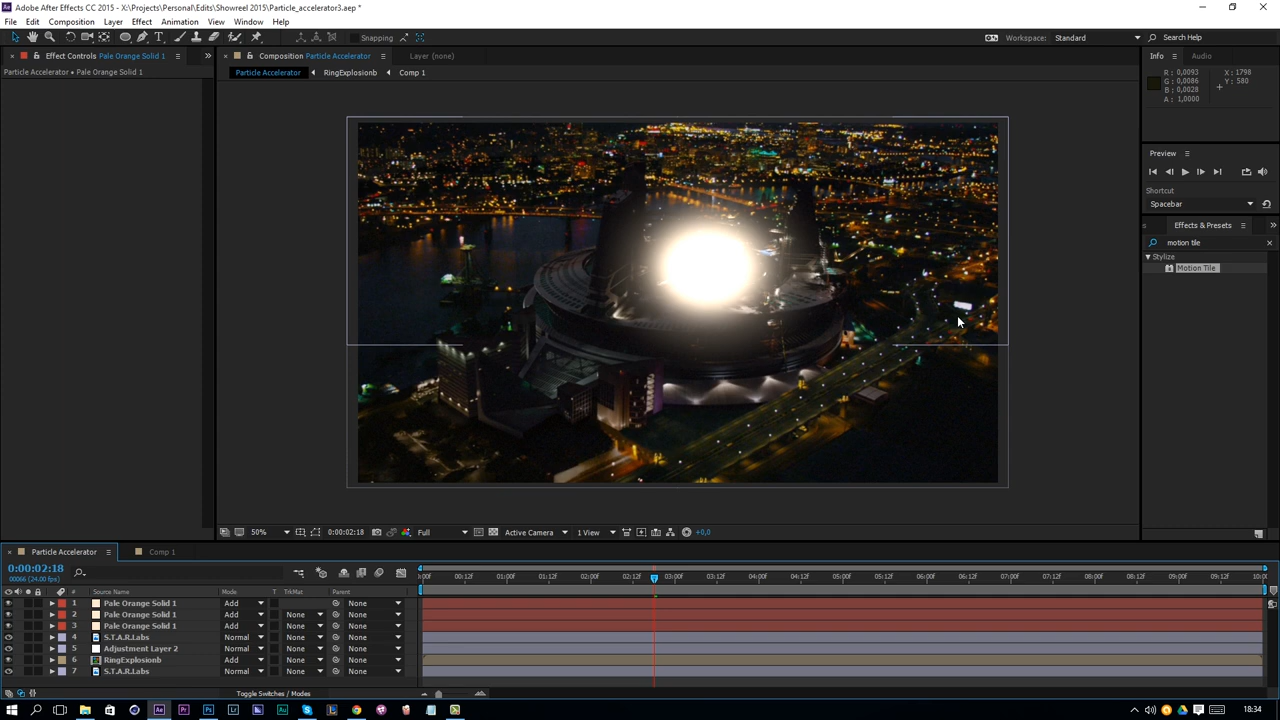 Adobe After Effects CC 2015 - X:\Projects\Personal\Edits\Showreel 2015\Particle_accelerator3.aep *
File Edit Composition Layer Effect Animation View Window Help
Snapping
Workspace: Standard Search Help
Effect Controls Pale Orange Solid 1
Composition Particle Accelerator
Layer (none)
Info Audio
Particle Accelerator • Pale Orange Solid 1
Particle Accelerator RingExplosionb Comp 1
R : 0,0093 X : 1798
G : 0,0086 Y : 580
B : 0,0028
A : 1,0000
Preview
Shortcut
Spacebar
Effects & Presets
motion tile
Stylize
Motion Tile
50% 0:00:02:18 Full Active Camera 1 View +0,0
Particle Accelerator Comp 1
0:00:02:18
00066 (24.00 fps)
:00f 00:12f 01:00f 01:12f 02:00f 02:12f 03:00f 03:12f 04:00f 04:12f 05:00f 05:12f 06:00f 06:12f 07:00f 07:12f 08:00f 08:12f 09:00f 09:12f 10:0
# Source Name Mode T TrkMat Parent
1 Pale Orange Solid 1 Add None
2 Pale Orange Solid 1 Add None None
3 Pale Orange Solid 1 Add None None
4 S.T.A.R.Labs Normal None None
5 Adjustment Layer 2 Normal None None
6 RingExplosionb Add None None
7 S.T.A.R.Labs Normal None None
Toggle Switches / Modes
18:34